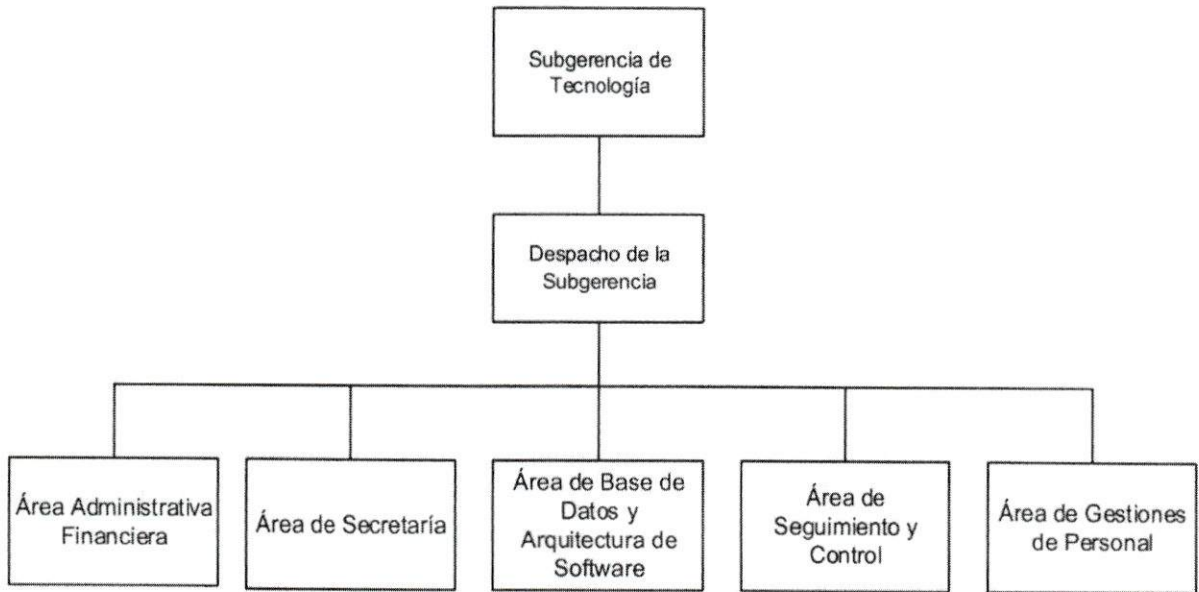 Subgerencia de
Tecnología
Despacho de la
Subgerencia
Área Administrativa
Financiera
Área de Secretaría
Área de Base de
Datos y
Arquitectura de
Software
Área de
Seguimiento y
Control
Área de Gestiones
de Personal